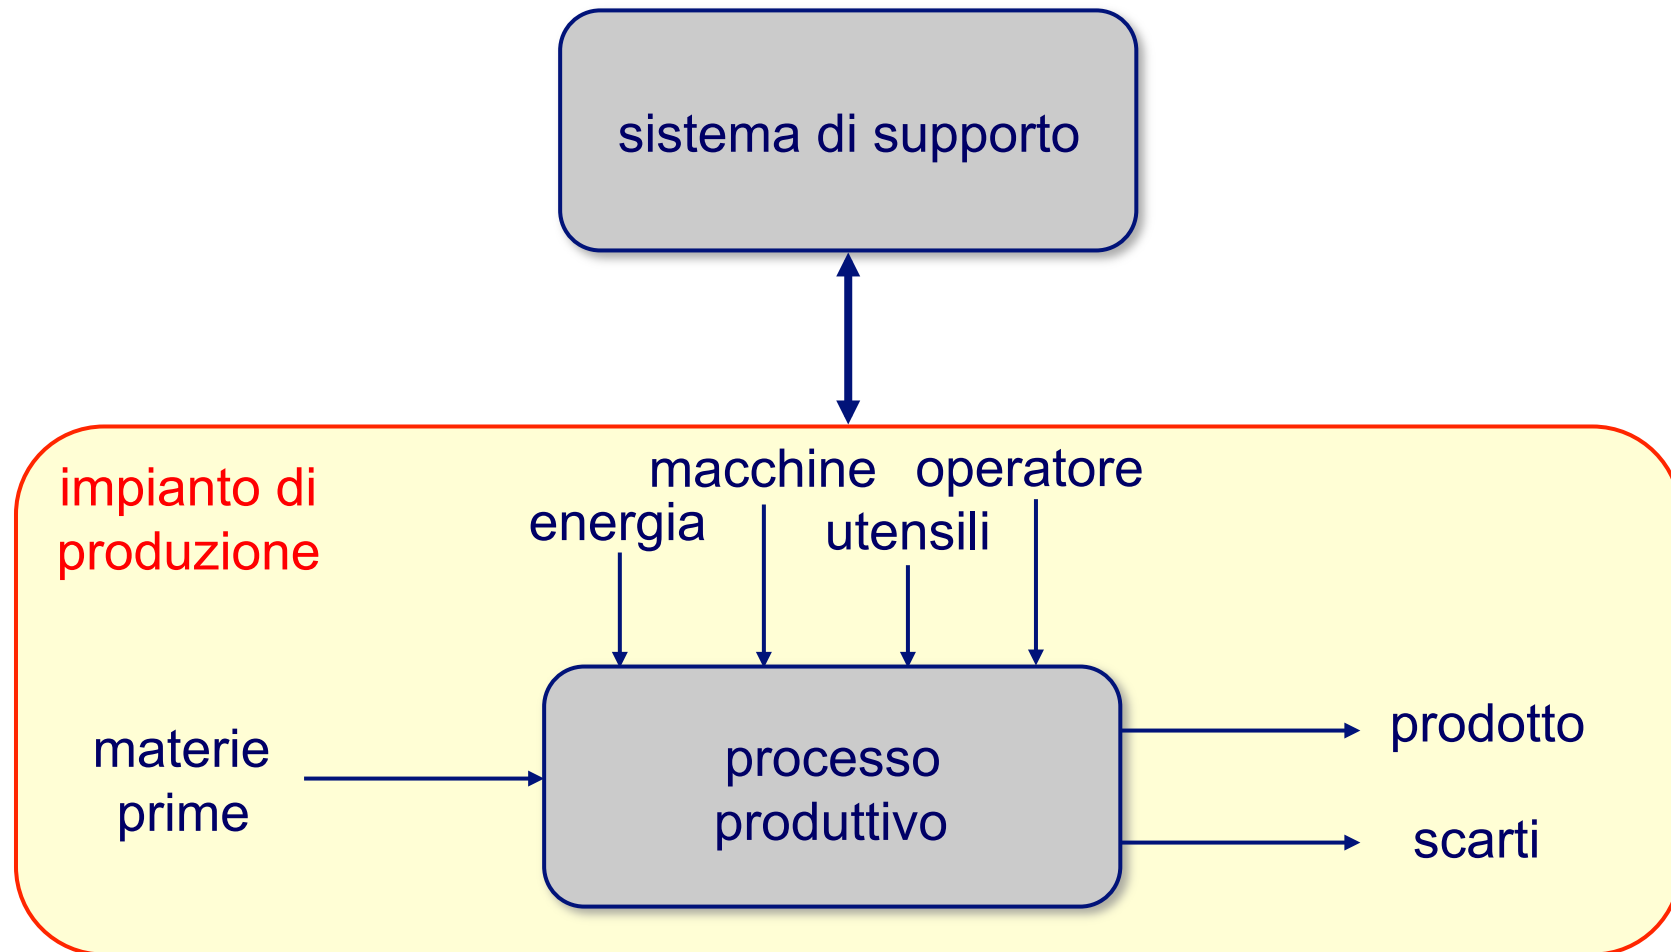 sistema di supporto
impianto di
produzione
energia
macchine
utensili
operatore
materie
prime
processo
produttivo
prodotto
scarti